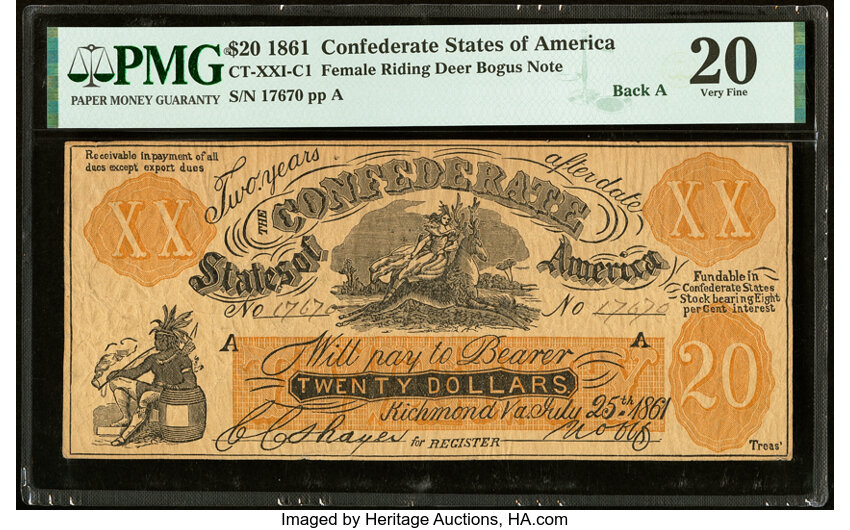 PMG
PAPER MONEY GUARANTY
$20 1861 Confederate States of America
CT-XXI-C1 Female Riding Deer Bogus Note
S/N 17670 pp A
Back A
20
Very Fine
Receivable in payment of all
dues except export dues
Two years after date
XX
THE CONFEDERATE
XX
States of America
Fundable in
Confederate States
Stock bearing Eight
per Cent interest
No 17670
No 17670
A
A
Will pay to Bearer
TWENTY DOLLARS
20
Richmond Va. July 25th 1861
for REGISTER
Treasr
Imaged by Heritage Auctions, HA.com